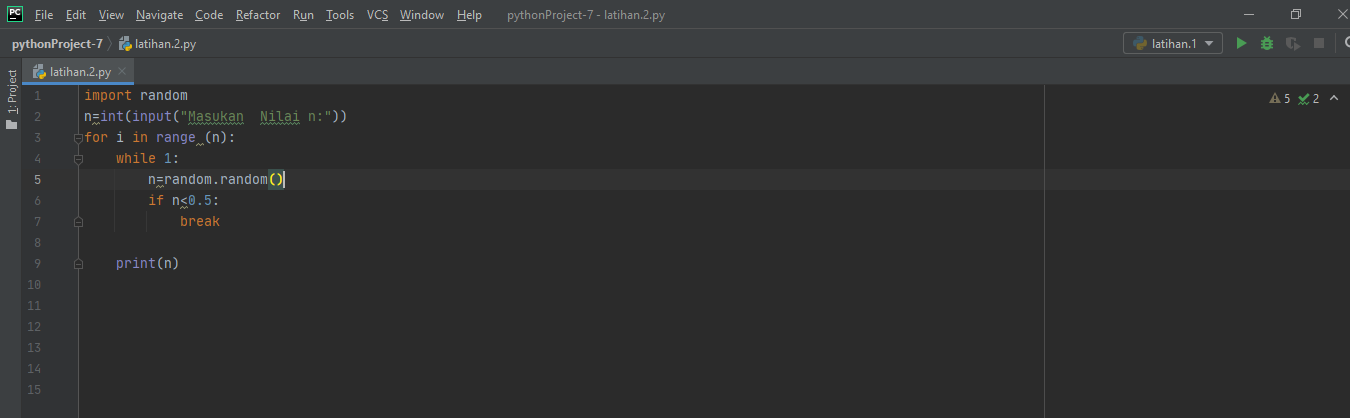 PC File Edit View Navigate Code Refactor Run Tools VCS Window Help pythonProject-7 - latihan.2.py
pythonProject-7 latihan.2.py latihan.1
1: Project
latihan.2.py
1 import random
2 n=int(input("Masukan  Nilai n:"))
3 for i in range (n):
4     while 1:
5         n=random.random()
6         if n<0.5:
7             break
8
9     print(n)
10
11
12
13
14
15
5 2